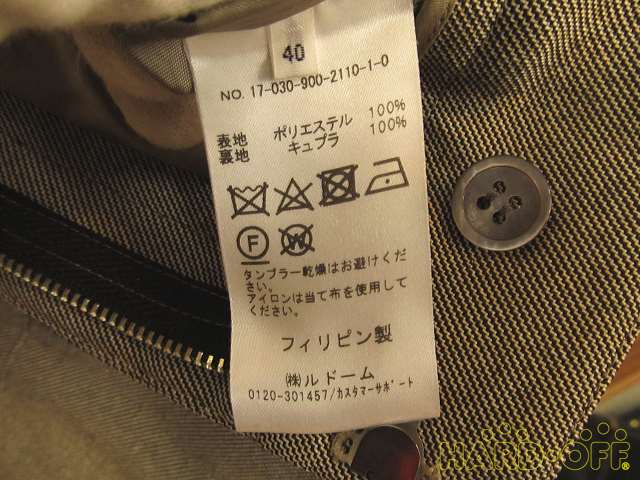 40
NO. 17-030-900-2110-1-0
表地 ポリエステル 100%
裏地 キュプラ 100%
F W
タンブラー乾燥はお避けくだ
さい。
アイロンは当て布を使用して
ください。
フィリピン製
㈱ルドーム
0120-301457/カスタマーサポート
HARD・OFF